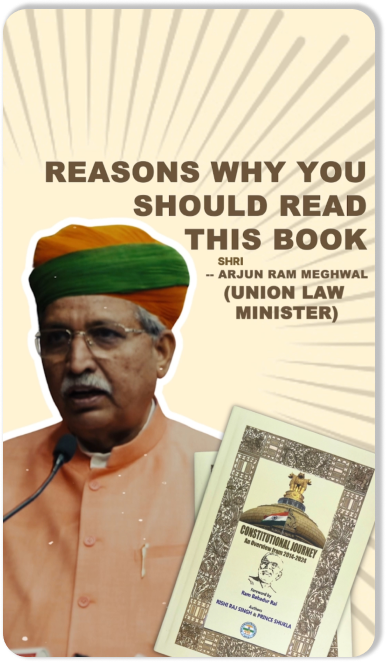 REASONS WHY YOU
SHOULD READ
THIS BOOK
SHRI
-- ARJUN RAM MEGHWAL
(UNION LAW
MINISTER)
CONSTITUTIONAL JOURNEY
An Overview from 2014-2024
Foreword by
Ram Bahadur Rai
Authors
RISHI RAJ SINGH & PRINCE SHUKLA